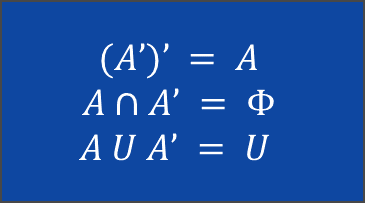 (A’)’ = A
A ∩ A’ = Φ
A U A’ = U